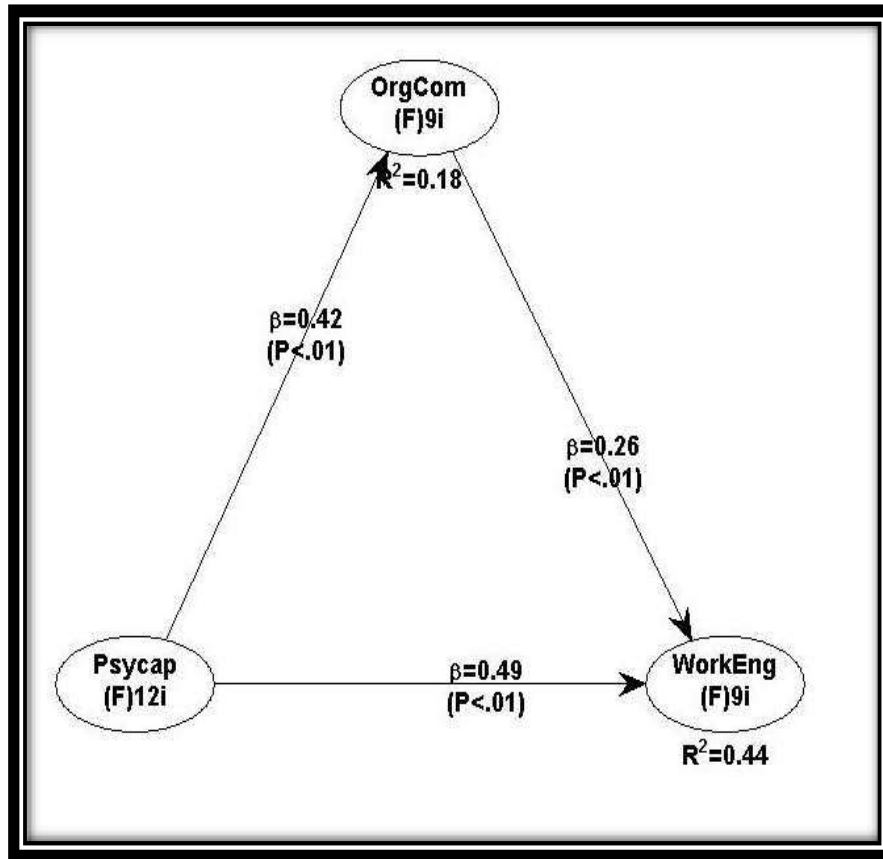 OrgCom
(F)9i
R²=0.18
β=0.42
(P<.01)
β=0.26
(P<.01)
Psycap
(F)12i
β=0.49
(P<.01)
WorkEng
(F)9i
R²=0.44